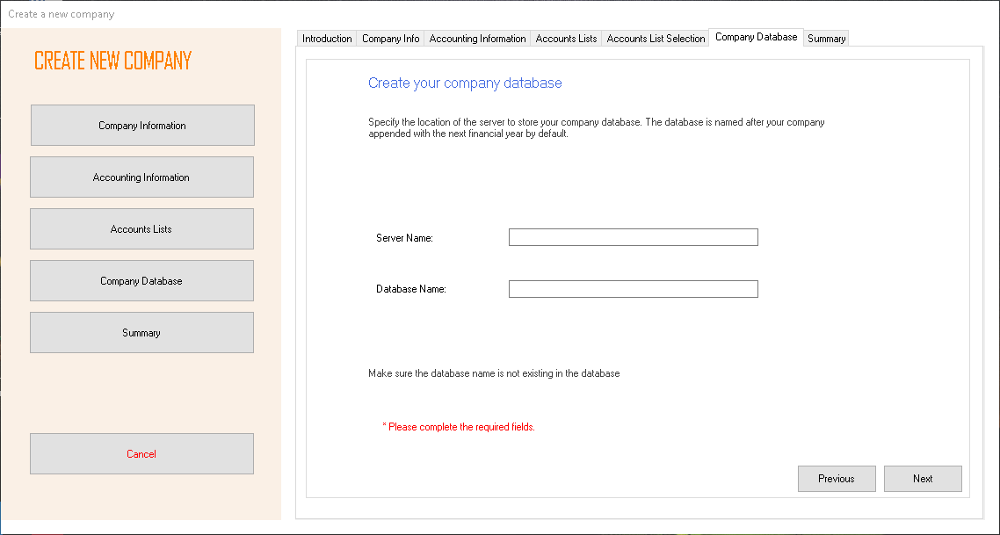 Create a new company
CREATE NEW COMPANY
Company Information
Accounting Information
Accounts Lists
Company Database
Summary
Cancel
Introduction Company Info Accounting Information Accounts Lists Accounts List Selection Company Database Summary
Create your company database
Specify the location of the server to store your company database. The database is named after your company
appended with the next financial year by default.
Server Name:
Database Name:
Make sure the database name is not existing in the database
* Please complete the required fields.
Previous Next